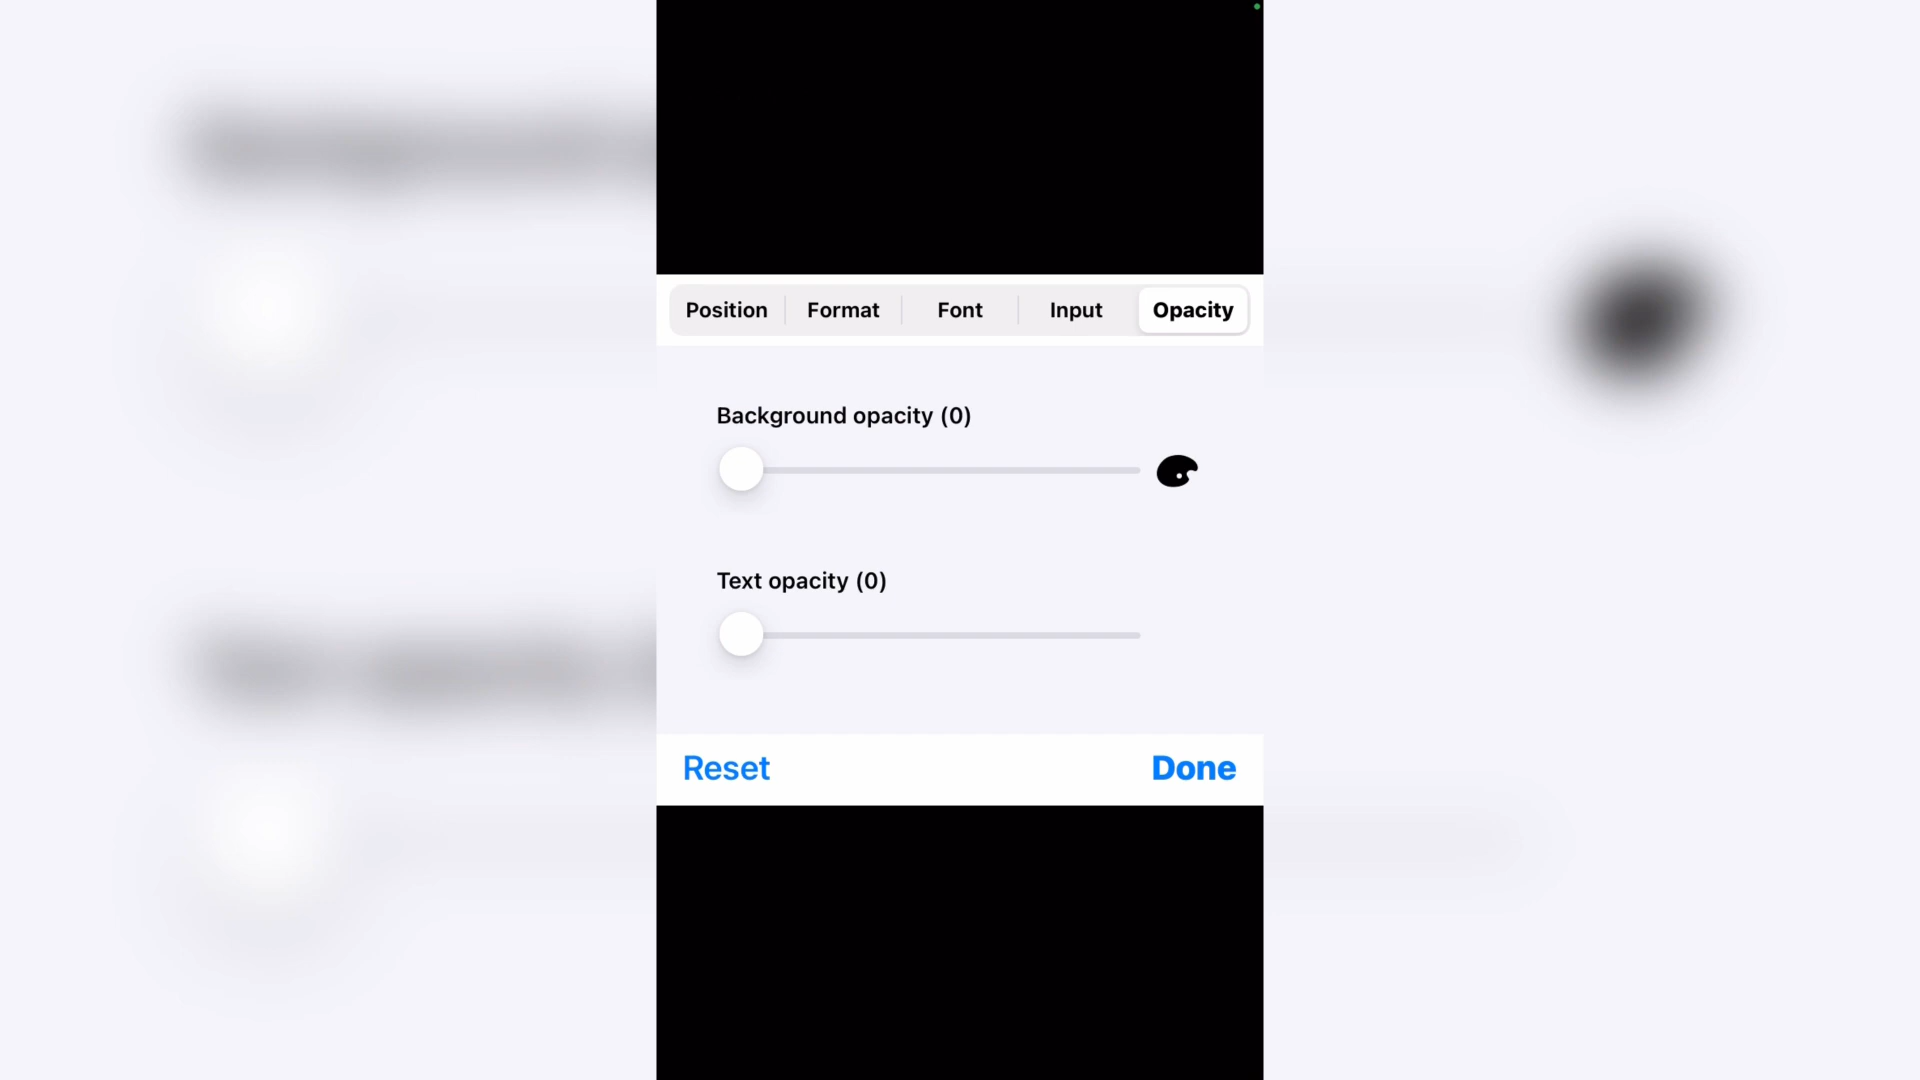 Position Format Font Input Opacity
Background opacity (0)
Text opacity (0)
Reset Done